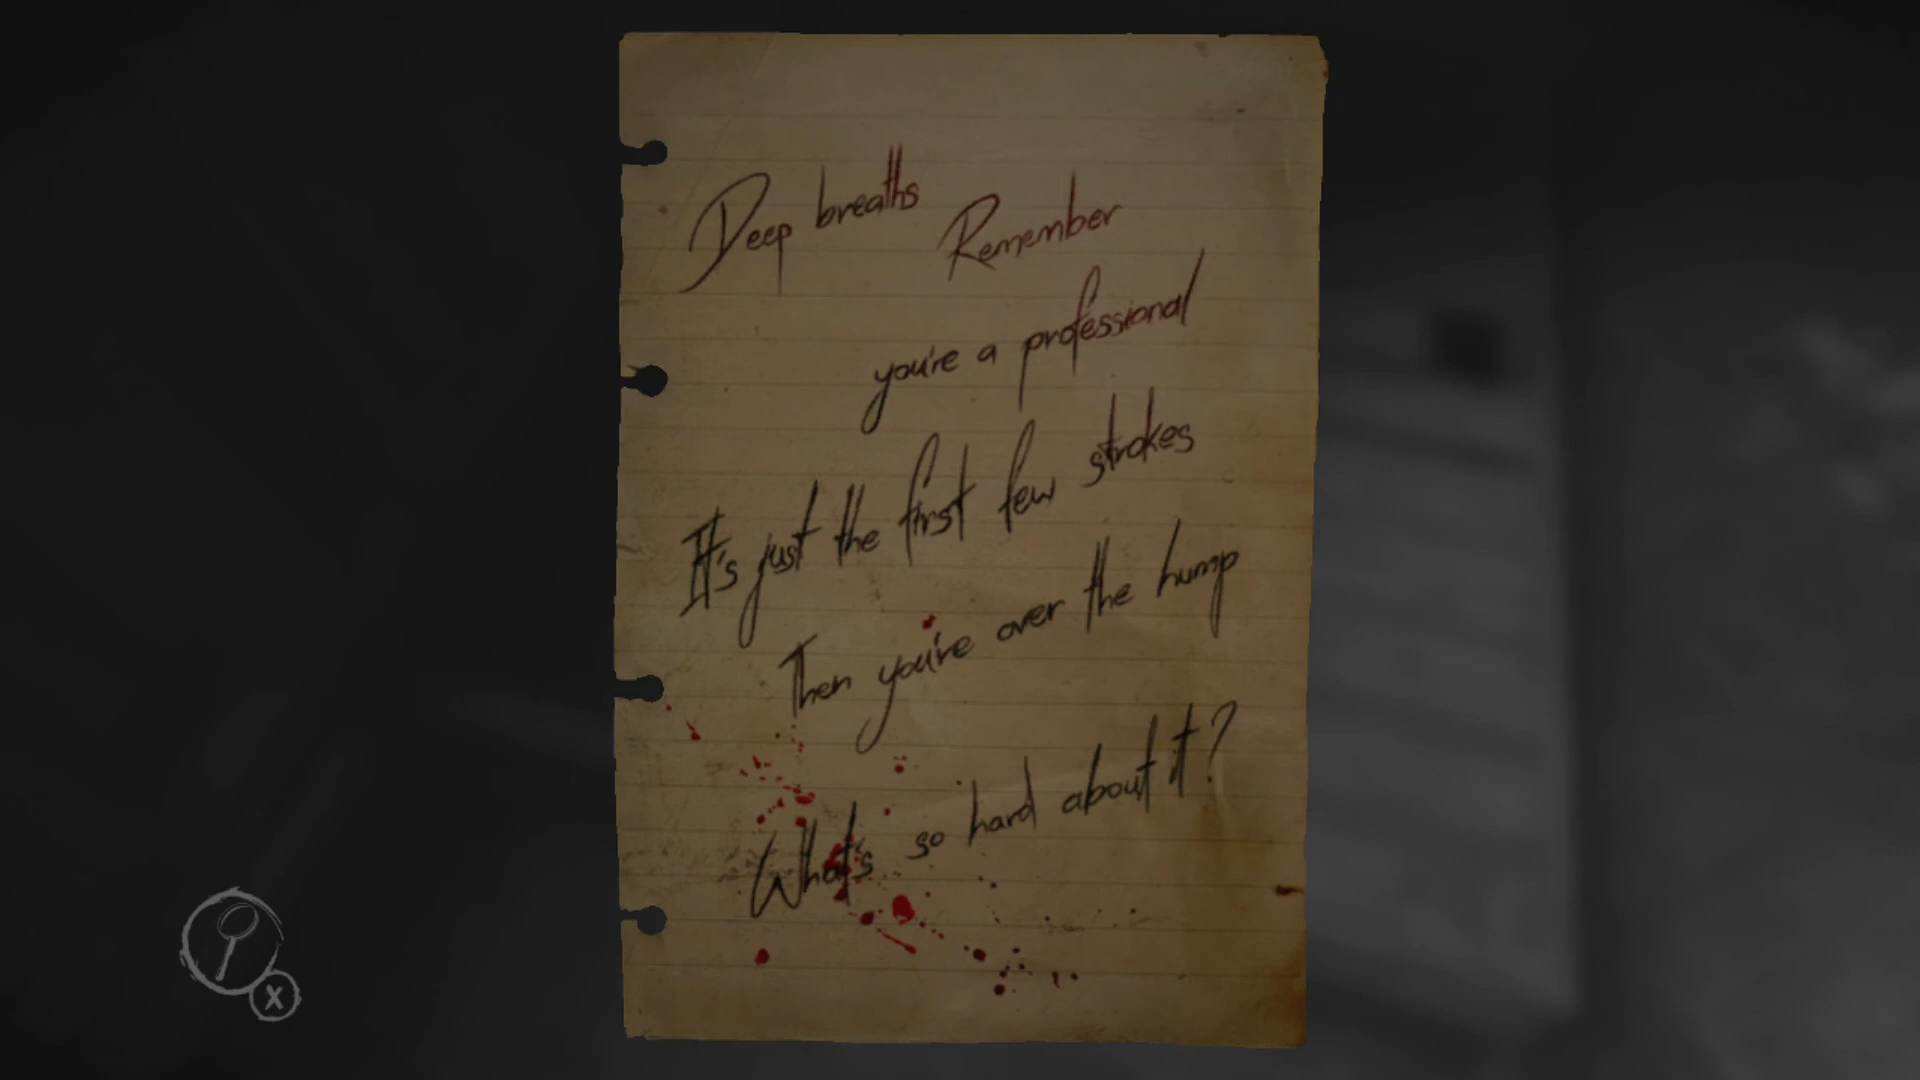 Deep breaths Remember
you're a professional
It's just the first few strokes
Then you're over the hump
What's so hard about it?
X